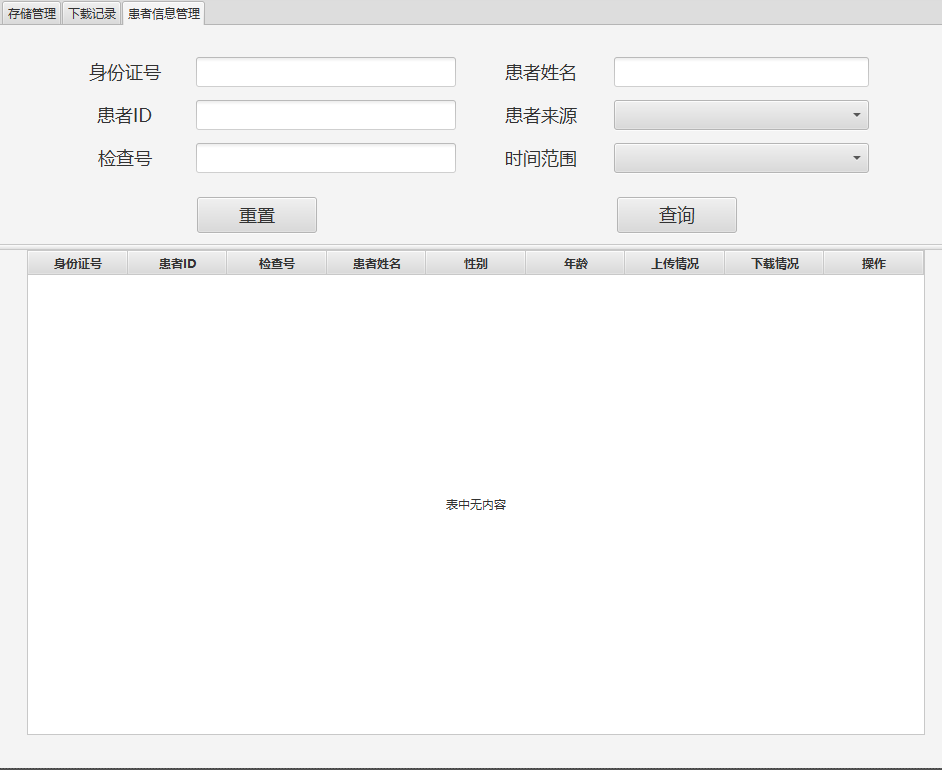 存储管理 下载记录 患者信息管理
身份证号 患者姓名
患者ID 患者来源
检查号 时间范围
重置 查询
身份证号 患者ID 检查号 患者姓名 性别 年龄 上传情况 下载情况 操作
表中无内容